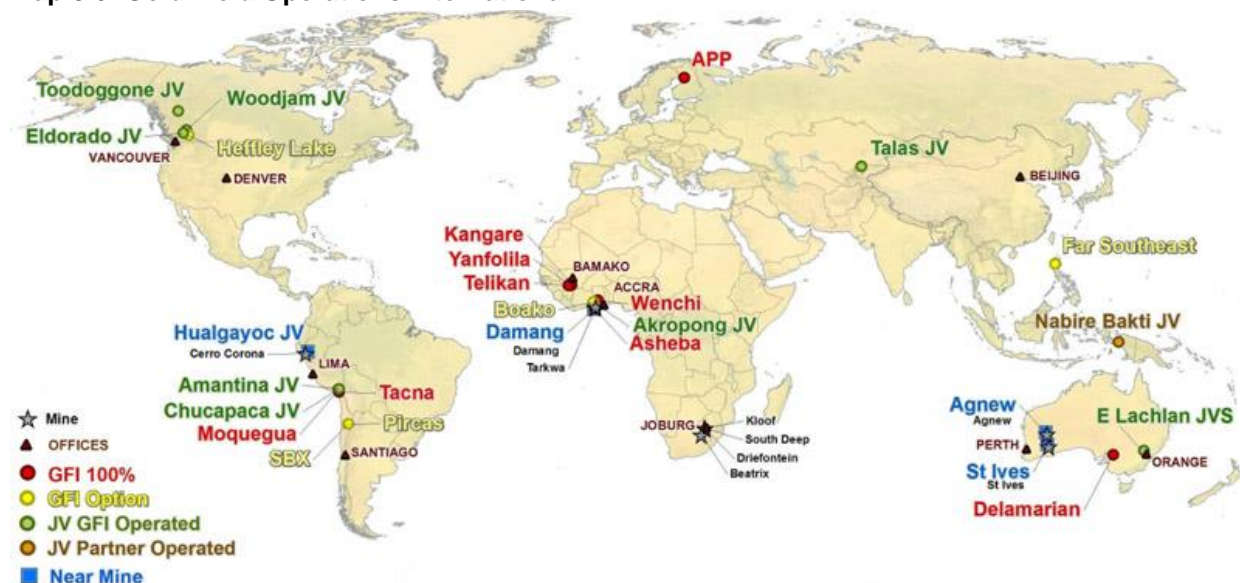 APP
Toodoggone JV
Woodjam JV
Eldorado JV
Heffley Lake
VANCOUVER
DENVER
Talas JV
BEIJING
Kangare
Yanfolila
BAMAKO
Telikan
ACCRA
Boako
Wenchi
Akropong JV
Damang
Asheba
Damang
Tarkwa
Far Southeast
Nabire Bakti JV
Hualgayoc JV
Cerro Corona
LIMA
Amantina JV
Tacna
Chucapaca JV
Moquegua
Pircas
SBX
SANTIAGO
JOBURG
Kloof
South Deep
Driefontein
Beatrix
Agnew
Agnew
E Lachlan JVS
PERTH
ORANGE
St Ives
St Ives
Delamarian
Mine
OFFICES
GFI 100%
GFI Option
JV GFI Operated
JV Partner Operated
Near Mine